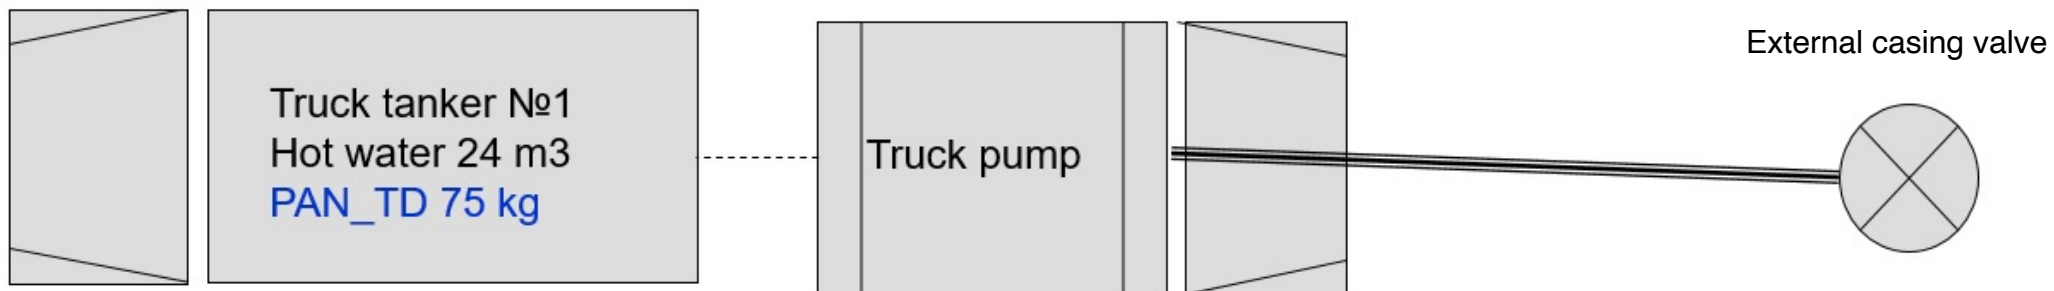 External casing valve
Truck tanker №1
Hot water 24 m3
PAN_TD 75 kg
Truck pump